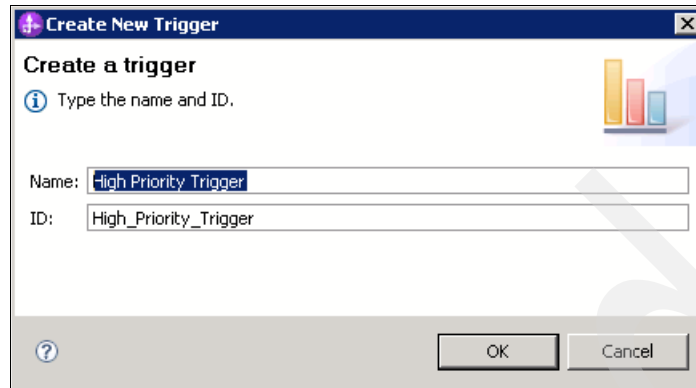 Create New Trigger
Create a trigger
Type the name and ID.
Name: High Priority Trigger
ID: High_Priority_Trigger
OK Cancel